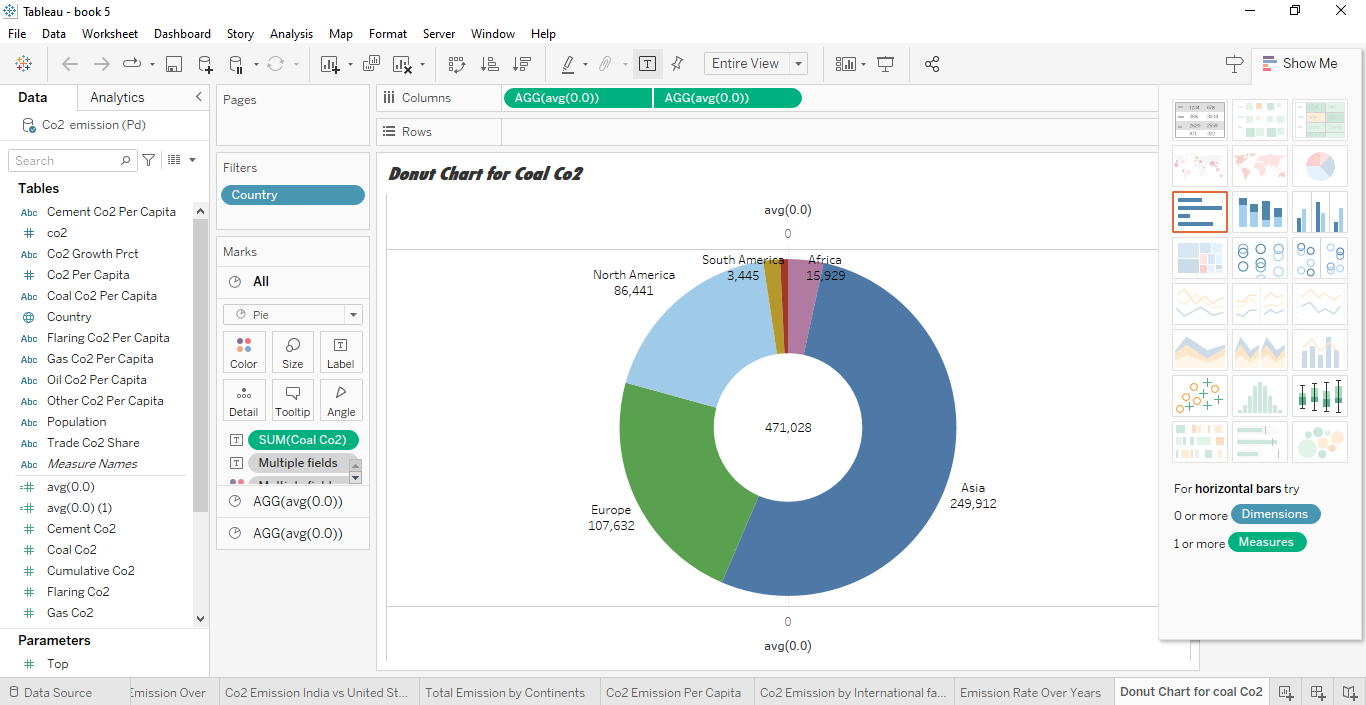 Tableau - book 5
File Data Worksheet Dashboard Story Analysis Map Format Server Window Help
Entire View
Show Me
Data Analytics
Co2 emission (Pd)
Search
Tables
Abc Cement Co2 Per Capita
# co2
Abc Co2 Growth Prct
# Co2 Per Capita
Abc Coal Co2 Per Capita
Country
Abc Flaring Co2 Per Capita
Abc Gas Co2 Per Capita
Abc Oil Co2 Per Capita
Abc Other Co2 Per Capita
Abc Population
Abc Trade Co2 Share
Abc Measure Names
=# avg(0.0)
=# avg(0.0) (1)
# Cement Co2
# Coal Co2
# Cumulative Co2
# Flaring Co2
# Gas Co2
Parameters
# Top
Pages
Filters
Country
Marks
All
Pie
Color Size Label
Detail Tooltip Angle
SUM(Coal Co2)
Multiple fields
AGG(avg(0.0))
AGG(avg(0.0))
Columns AGG(avg(0.0)) AGG(avg(0.0))
Rows
Donut Chart for Coal Co2
avg(0.0)
0
South America
3,445
Africa
15,929
North America
86,441
471,028
Asia
249,912
Europe
107,632
0
avg(0.0)
For horizontal bars try
0 or more Dimensions
1 or more Measures
Data Source Emission Over Co2 Emission India vs United St... Total Emission by Continents Co2 Emission Per Capita Co2 Emission by International fa... Emission Rate Over Years Donut Chart for coal Co2